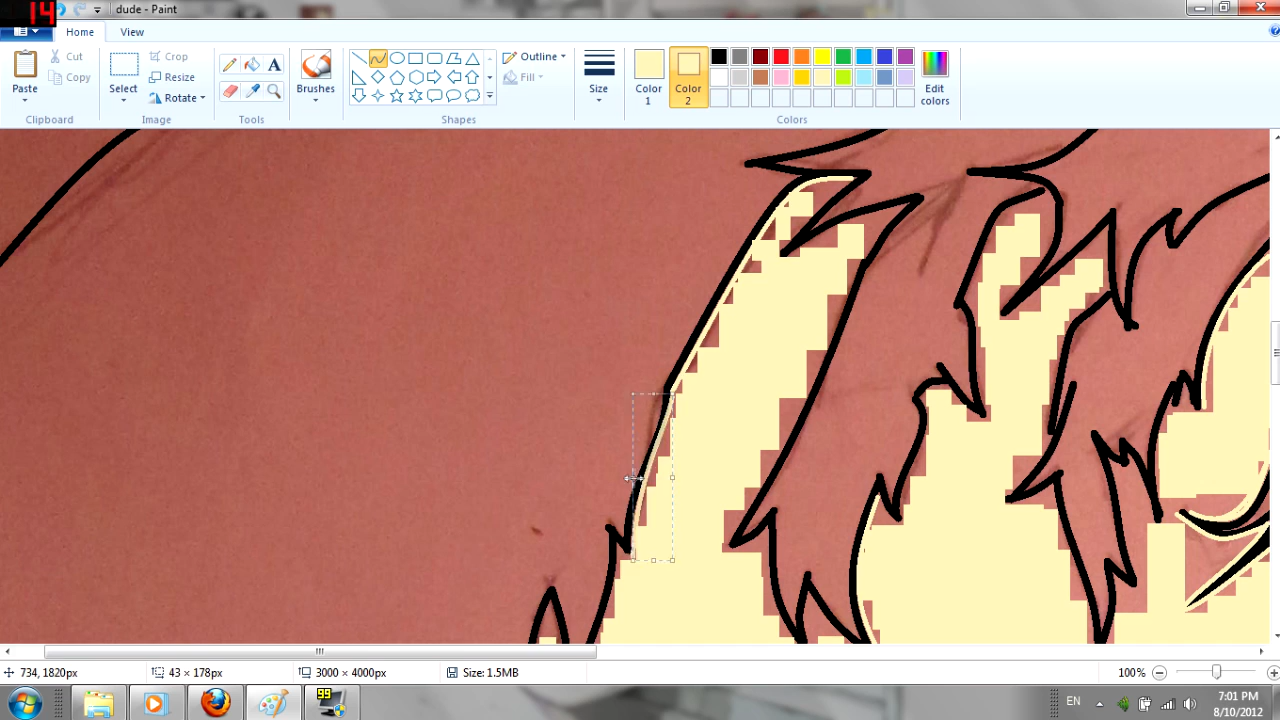 14
dude - Paint
Home View
Paste
Cut
Copy
Clipboard
Select
Crop
Resize
Rotate
Image
A
Tools
Brushes
Outline
Fill
Shapes
Size
Color 1
Color 2
Edit colors
Colors
734, 1820px
43 × 178px
3000 × 4000px
Size: 1.5MB
100%
99
EN
7:01 PM
8/10/2012